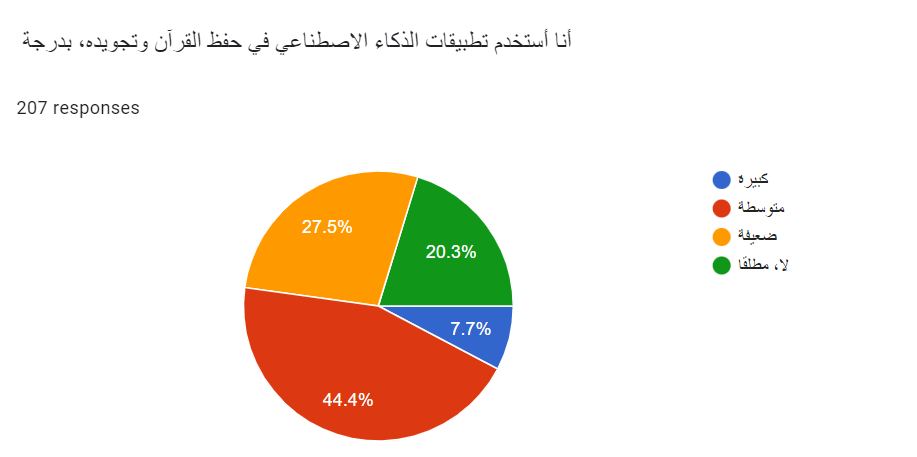 أنا أستخدم تطبيقات الذكاء الاصطناعي في حفظ القرآن وتجويده، بدرجة
207 responses
كبيرة
متوسطة
ضعيفة
لا، مطلقا
27.5%
20.3%
7.7%
44.4%